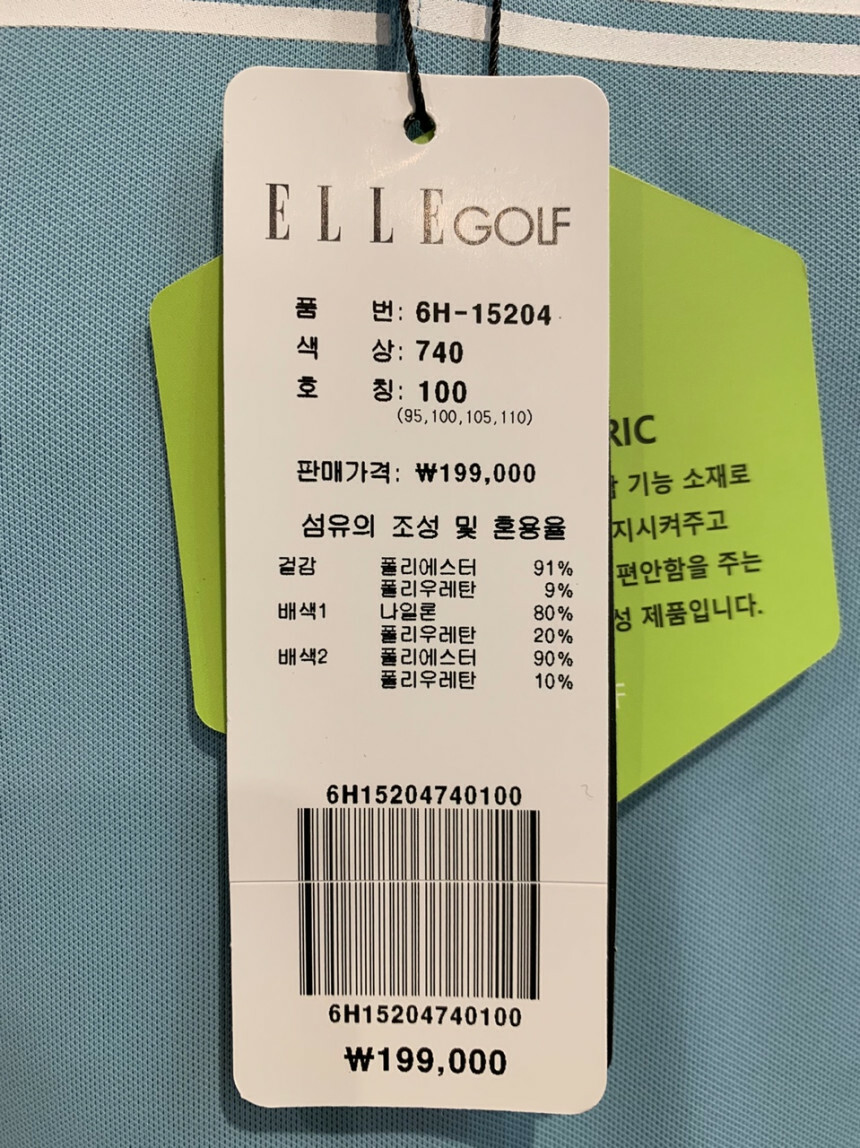 ELLE GOLF
품 번: 6H-15204
색 상: 740
호 칭: 100
(95,100,105,110)
판매가격: ₩199,000
섬유의 조성 및 혼용율
겉감 폴리에스터 91%
폴리우레탄 9%
배색1 나일론 80%
폴리우레탄 20%
배색2 폴리에스터 90%
폴리우레탄 10%
6H15204740100
6H15204740100
₩199,000
RIC
기능 소재로
지시켜주고
편안함을 주는
성 제품입니다.